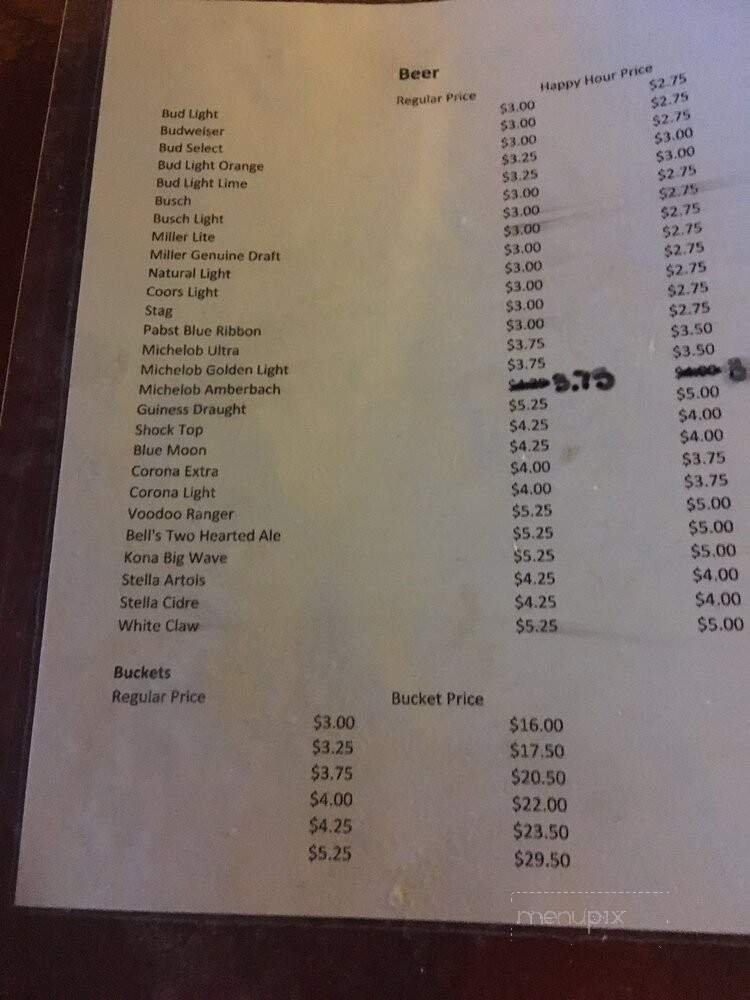 Beer
Regular Price Happy Hour Price
Bud Light $3.00 $2.75
Budweiser $3.00 $2.75
Bud Select $3.00 $2.75
Bud Light Orange $3.25 $3.00
Bud Light Lime $3.25 $3.00
Busch $3.00 $2.75
Busch Light $3.00 $2.75
Miller Lite $3.00 $2.75
Miller Genuine Draft $3.00 $2.75
Natural Light $3.00 $2.75
Coors Light $3.00 $2.75
Stag $3.00 $2.75
Pabst Blue Ribbon $3.00 $2.75
Michelob Ultra $3.75 $3.50
Michelob Golden Light $3.75 $3.50
Michelob Amberbach 3.75
Guiness Draught $5.25 $5.00
Shock Top $4.25 $4.00
Blue Moon $4.25 $4.00
Corona Extra $4.00 $3.75
Corona Light $4.00 $3.75
Voodoo Ranger $5.25 $5.00
Bell's Two Hearted Ale $5.25 $5.00
Kona Big Wave $5.25 $5.00
Stella Artois $4.25 $4.00
Stella Cidre $4.25 $4.00
White Claw $5.25 $5.00
Buckets
Regular Price Bucket Price
$3.00 $16.00
$3.25 $17.50
$3.75 $20.50
$4.00 $22.00
$4.25 $23.50
$5.25 $29.50
menupix